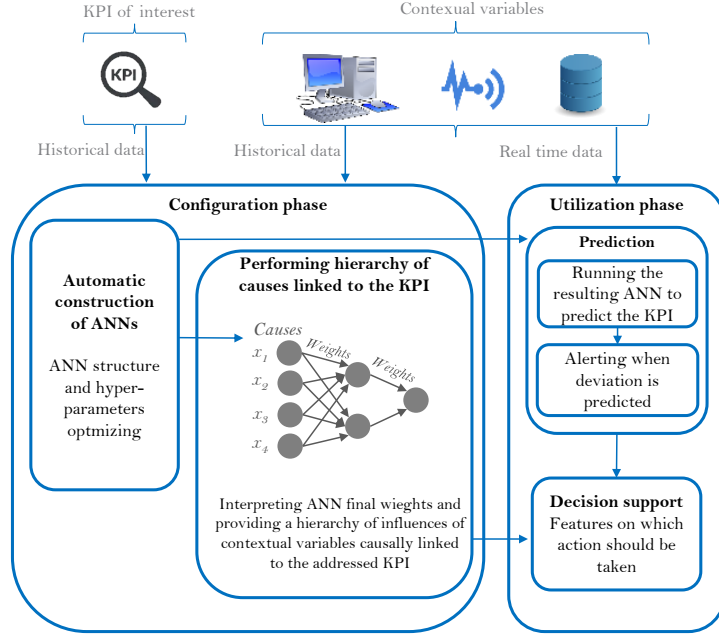 KPI of interest
Contexual variables
KPI
Historical data
Historical data
Real time data
Configuration phase
Utilization phase
Automatic
construction
of ANNs
ANN structure
and hyper-
parameters
optmizing
Performing hierarchy of
causes linked to the KPI
Causes
x1
x2
x3
x4
Weights
Weights
Interpreting ANN final wieghts and
providing a hierarchy of influences of
contextual variables causally linked
to the addressed KPI
Prediction
Running the
resulting ANN to
predict the KPI
Alerting when
deviation is
predicted
Decision support
Features on which
action should be
taken